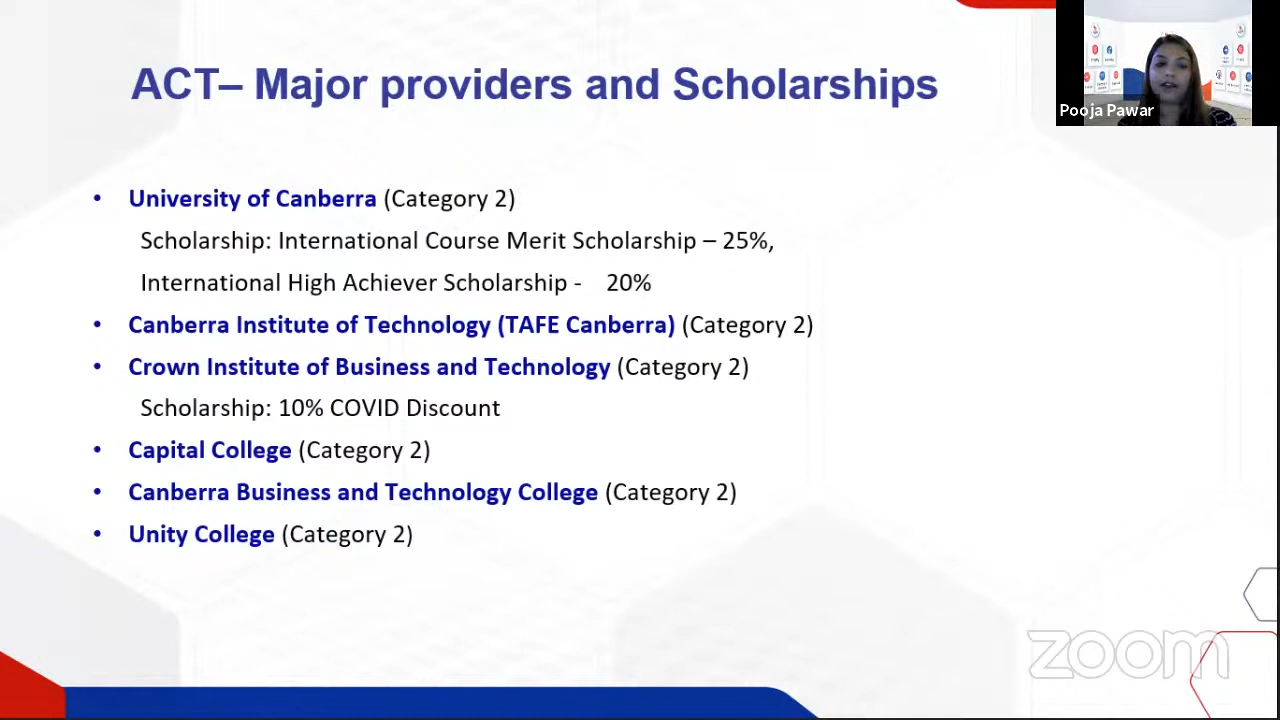 ACT– Major providers and Scholarships
Pooja Pawar
• University of Canberra (Category 2)
Scholarship: International Course Merit Scholarship – 25%,
International High Achiever Scholarship - 20%
• Canberra Institute of Technology (TAFE Canberra) (Category 2)
• Crown Institute of Business and Technology (Category 2)
Scholarship: 10% COVID Discount
• Capital College (Category 2)
• Canberra Business and Technology College (Category 2)
• Unity College (Category 2)
zoom